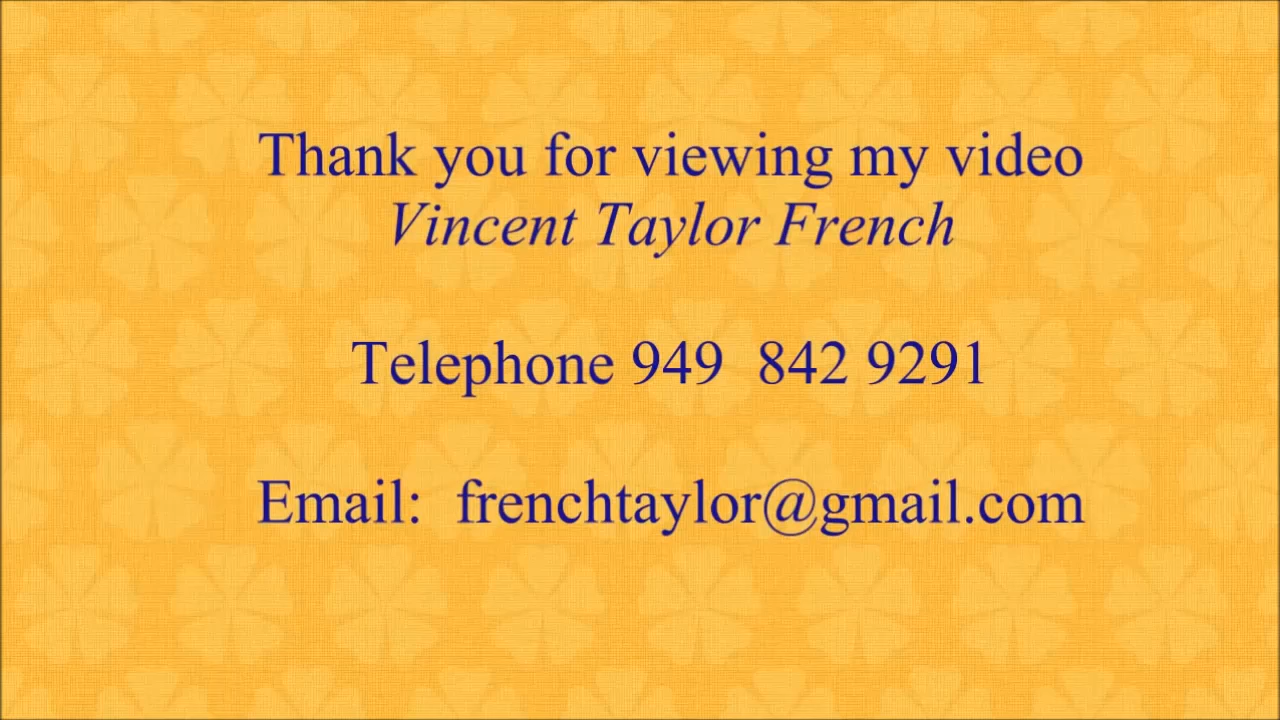 Thank you for viewing my video
Vincent Taylor French
Telephone 949  842 9291
Email:  frenchtaylor@gmail.com